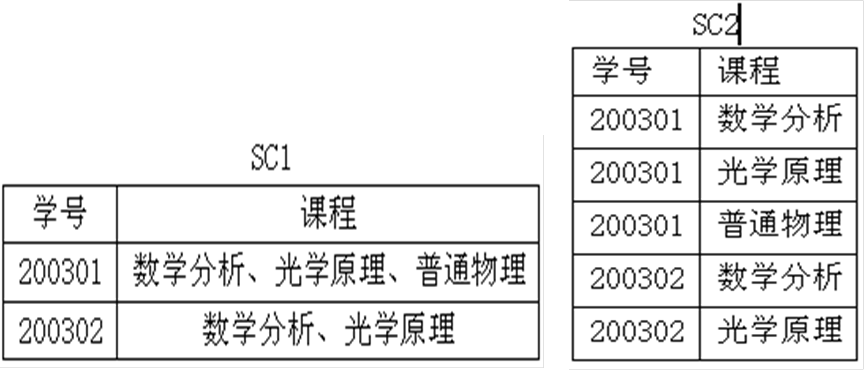 SC1
学号 课程
200301 数学分析、光学原理、普通物理
200302 数学分析、光学原理
SC2
学号 课程
200301 数学分析
200301 光学原理
200301 普通物理
200302 数学分析
200302 光学原理